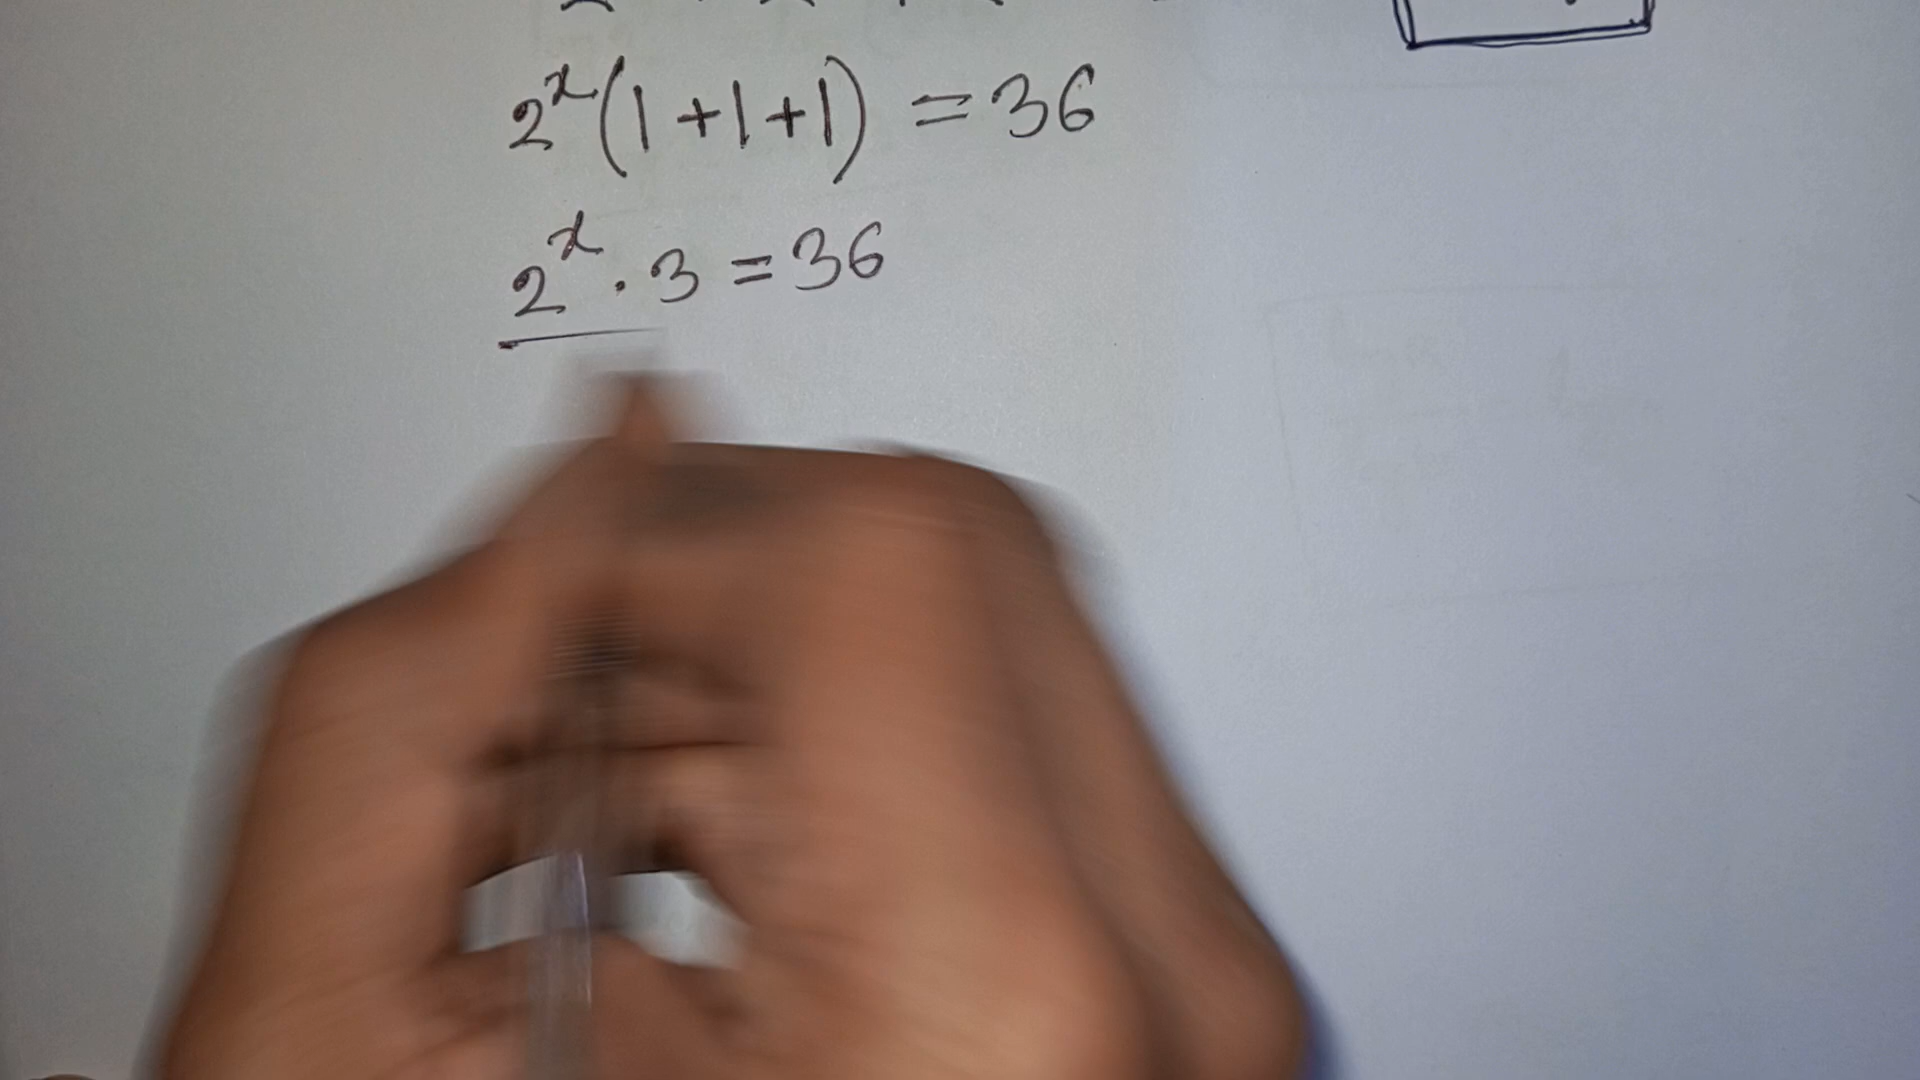 2^x(1+1+1) = 36
2^x . 3 = 36